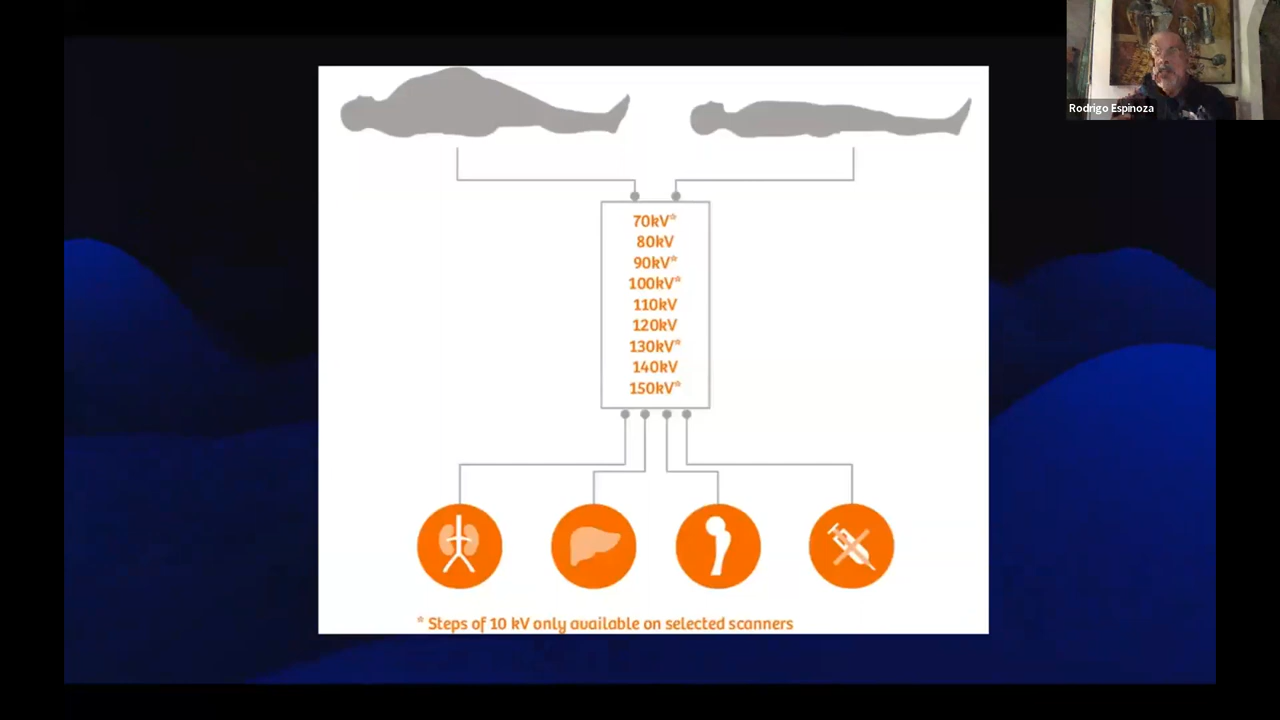 Rodrigo Espinoza
70kV*
80kV
90kV*
100kV*
110kV
120kV
130kV*
140kV
150kV*
* Steps of 10 kV only available on selected scanners